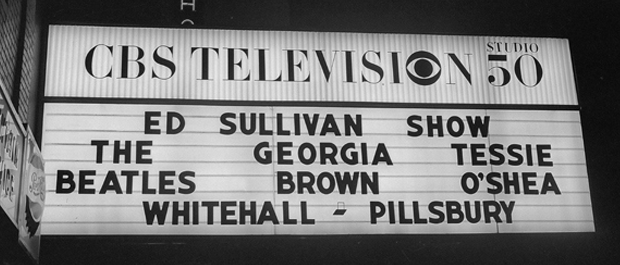 CBS TELEVISION STUDIO 50
ED SULLIVAN SHOW
THE GEORGIA TESSIE
BEATLES BROWN O'SHEA
WHITEHALL - PILLSBURY